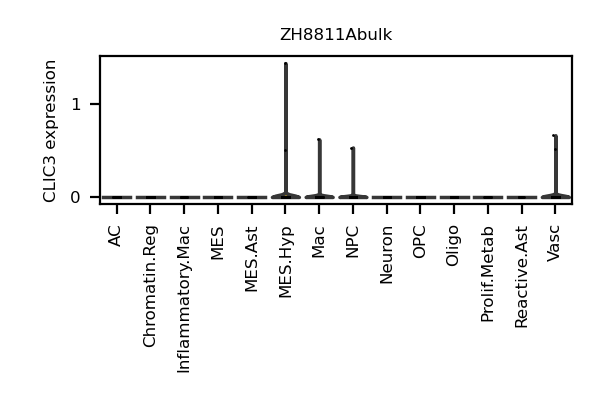 ZH8811Abulk
CLIC3 expression
1
0
AC
Chromatin.Reg
Inflammatory.Mac
MES
MES.Ast
MES.Hyp
Mac
NPC
Neuron
OPC
Oligo
Prolif.Metab
Reactive.Ast
Vasc